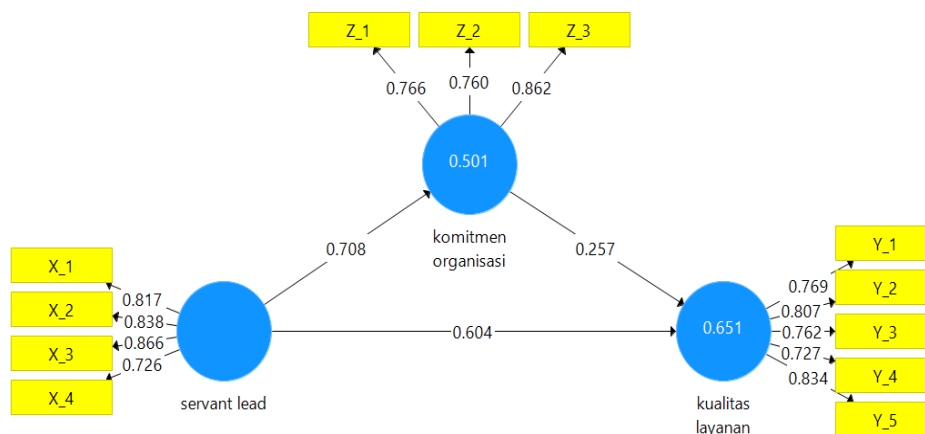 Z_1 Z_2 Z_3
0.766 0.760 0.862
0.501
komitmen
organisasi
0.708 0.257
X_1
X_2
X_3
X_4
0.817
0.838
0.866
0.726
servant lead
0.604
0.651
kualitas
layanan
0.769
0.807
0.762
0.727
0.834
Y_1
Y_2
Y_3
Y_4
Y_5